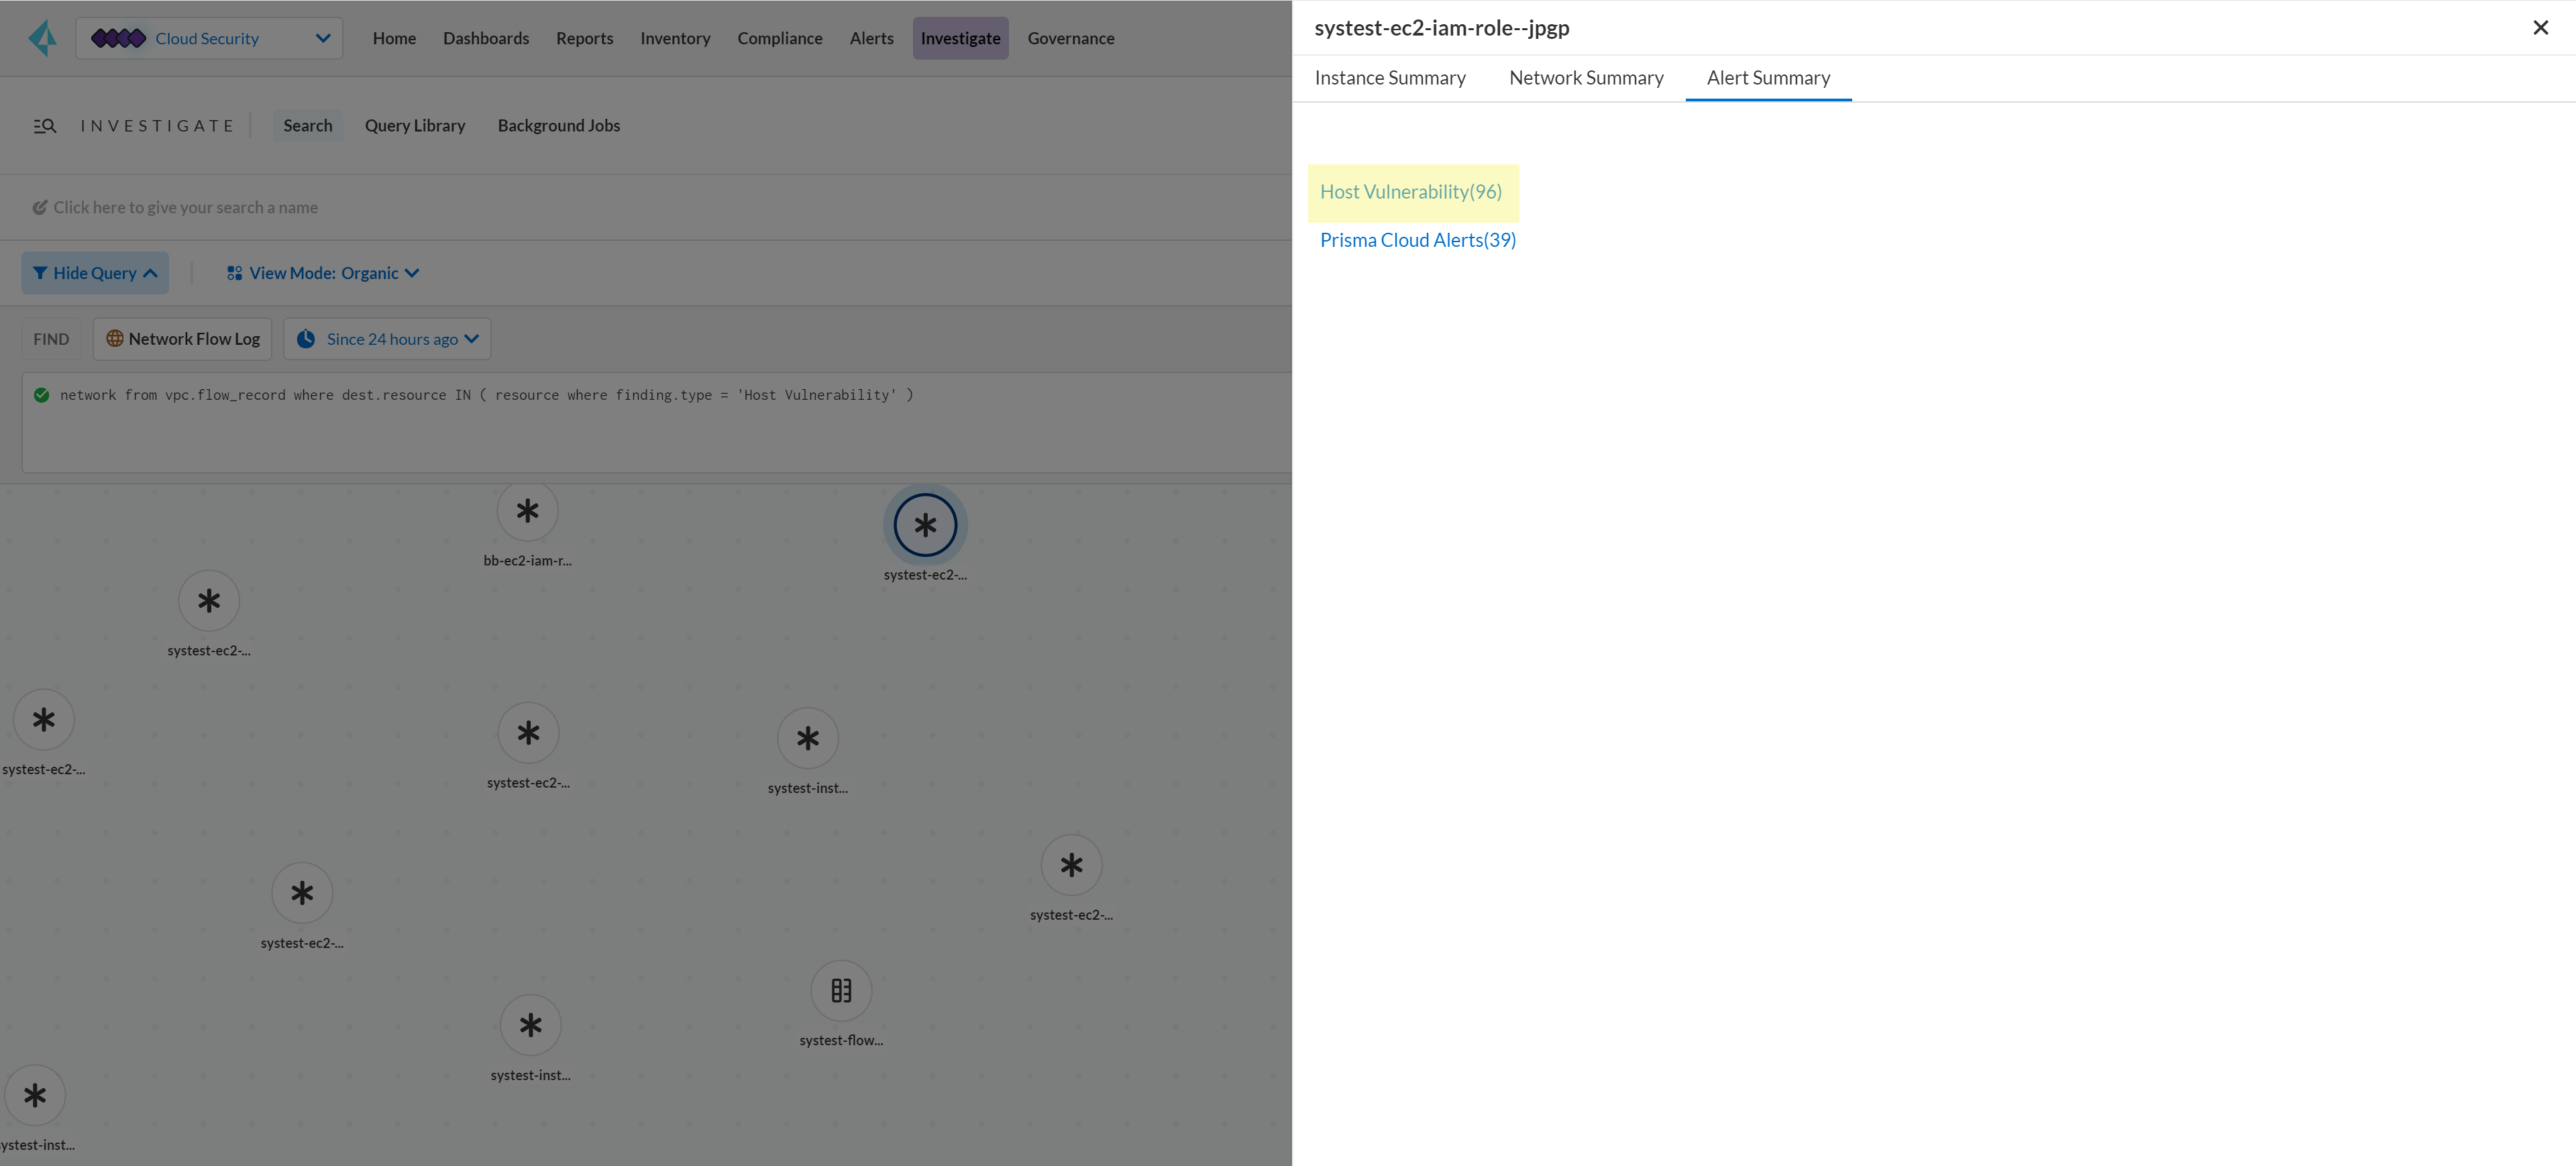 Cloud Security
Home Dashboards Reports Inventory Compliance Alerts Investigate Governance
INVESTIGATE
Search Query Library Background Jobs
Click here to give your search a name
Hide Query View Mode: Organic
FIND Network Flow Log Since 24 hours ago
network from vpc.flow_record where dest.resource IN ( resource where finding.type = 'Host Vulnerability' )
bb-ec2-iam-r...
systest-ec2-...
systest-ec2-...
systest-ec2-...
systest-ec2-...
systest-inst...
systest-ec2-...
systest-ec2-...
systest-flow...
systest-inst...
ystest-inst...
systest-ec2-iam-role--jpgp
Instance Summary Network Summary Alert Summary
Host Vulnerability(96)
Prisma Cloud Alerts(39)